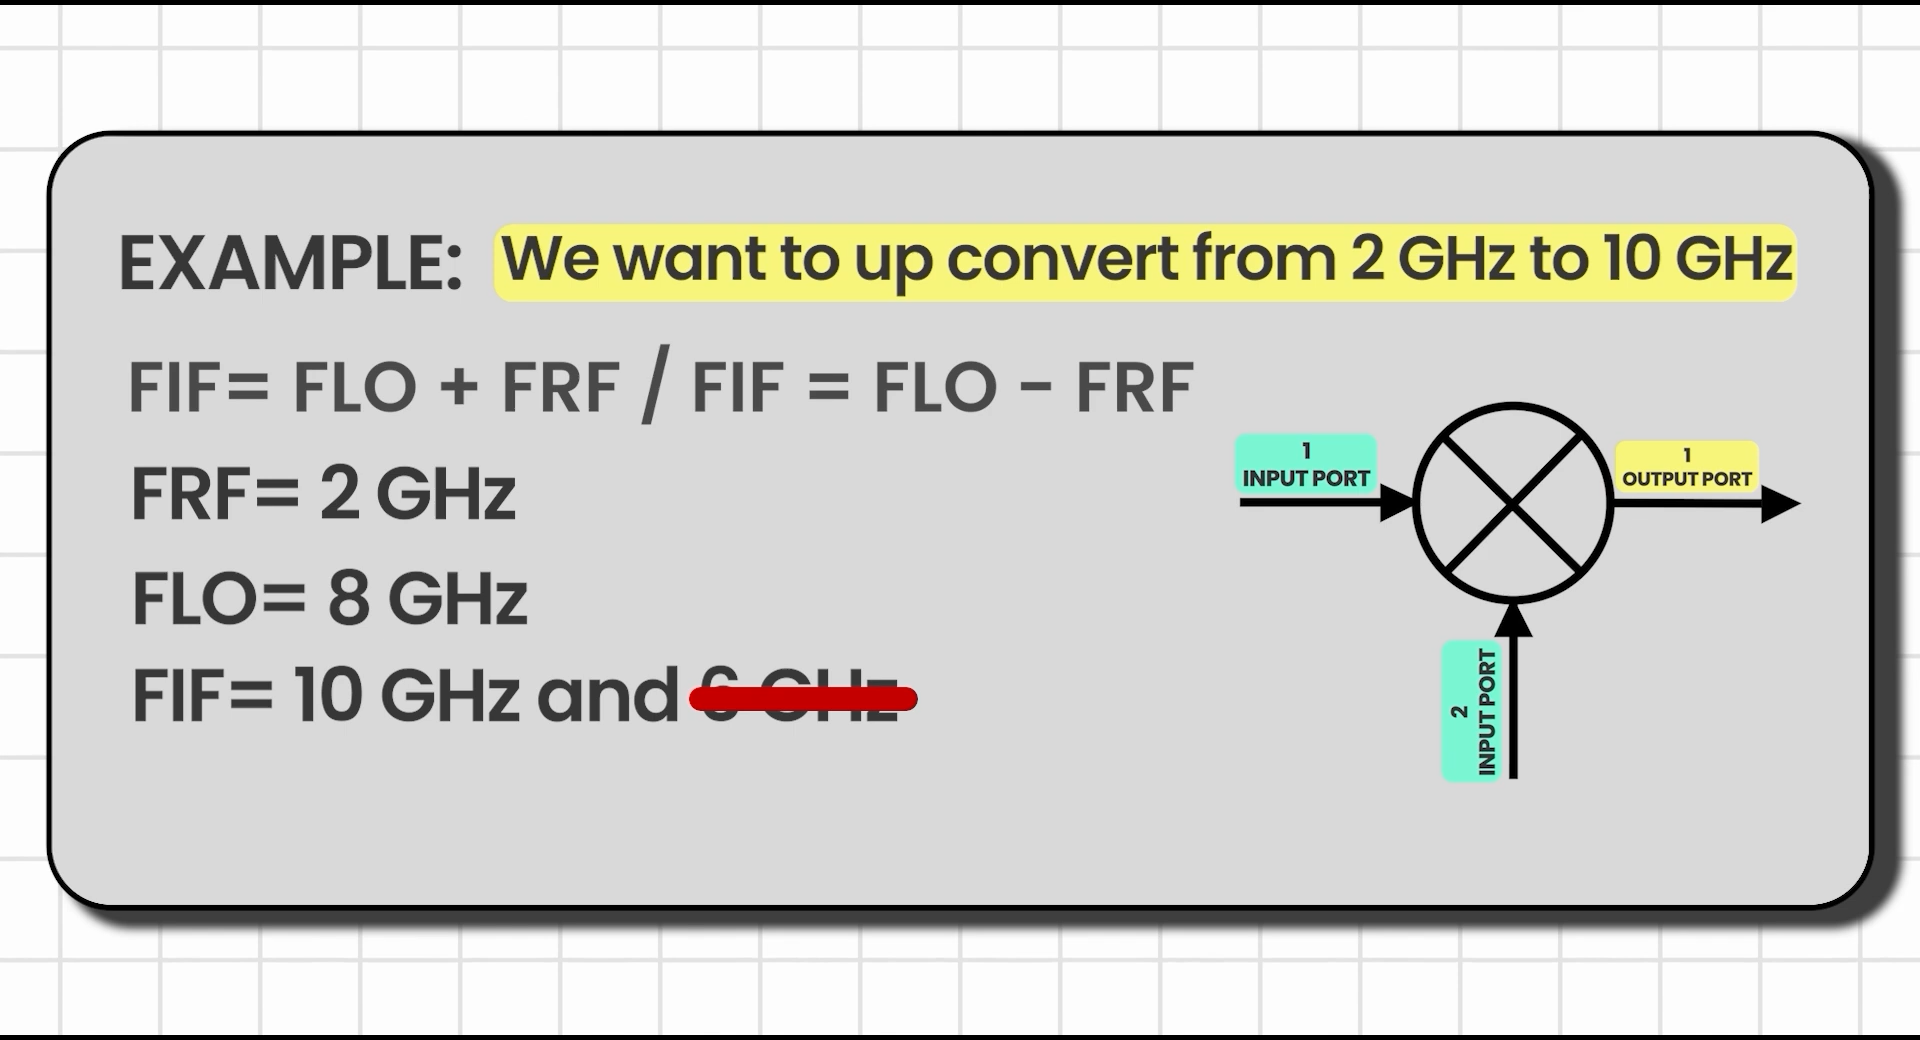 EXAMPLE: We want to up convert from 2 GHz to 10 GHz
FIF= FLO + FRF / FIF = FLO - FRF
FRF= 2 GHz
FLO= 8 GHz
FIF= 10 GHz and 6 GHz
1
INPUT PORT
1
OUTPUT PORT
2
INPUT PORT